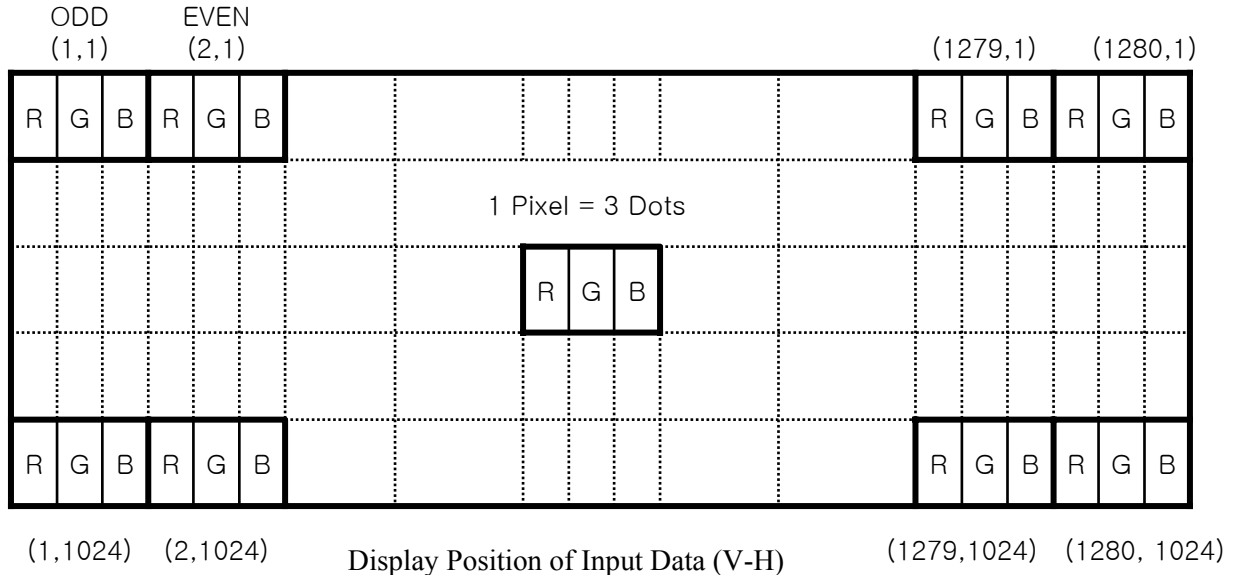 ODD EVEN
(1,1) (2,1) (1279,1) (1280,1)
R G B R G B R G B R G B
1 Pixel = 3 Dots
R G B
R G B R G B R G B R G B
(1,1024) (2,1024) Display Position of Input Data (V-H) (1279,1024) (1280, 1024)